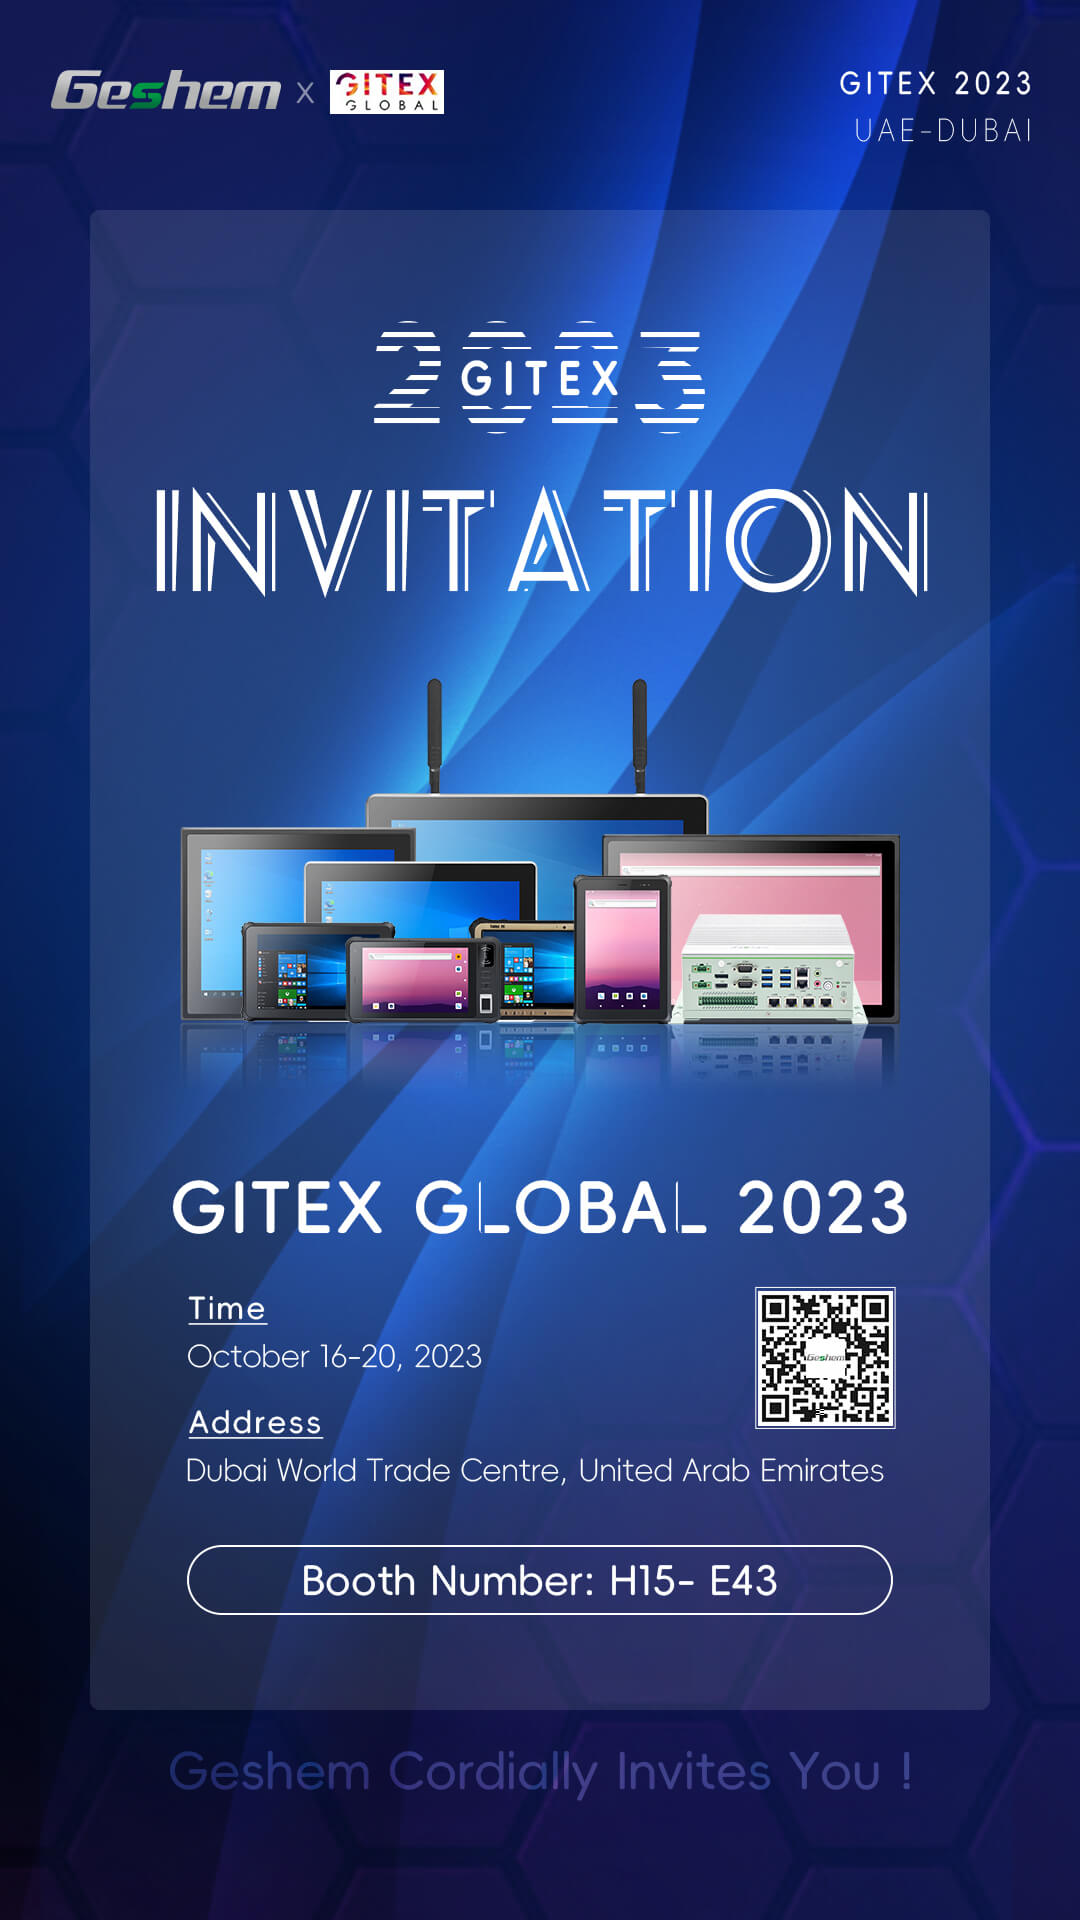 Geshem x GITEX GLOBAL
GITEX 2023
UAE-DUBAI
2023
GITEX
INVITATION
GITEX GLOBAL 2023
Time
October 16-20, 2023
Geshem
Address
Dubai World Trade Centre, United Arab Emirates
Booth Number: H15- E43
Geshem Cordially Invites You !